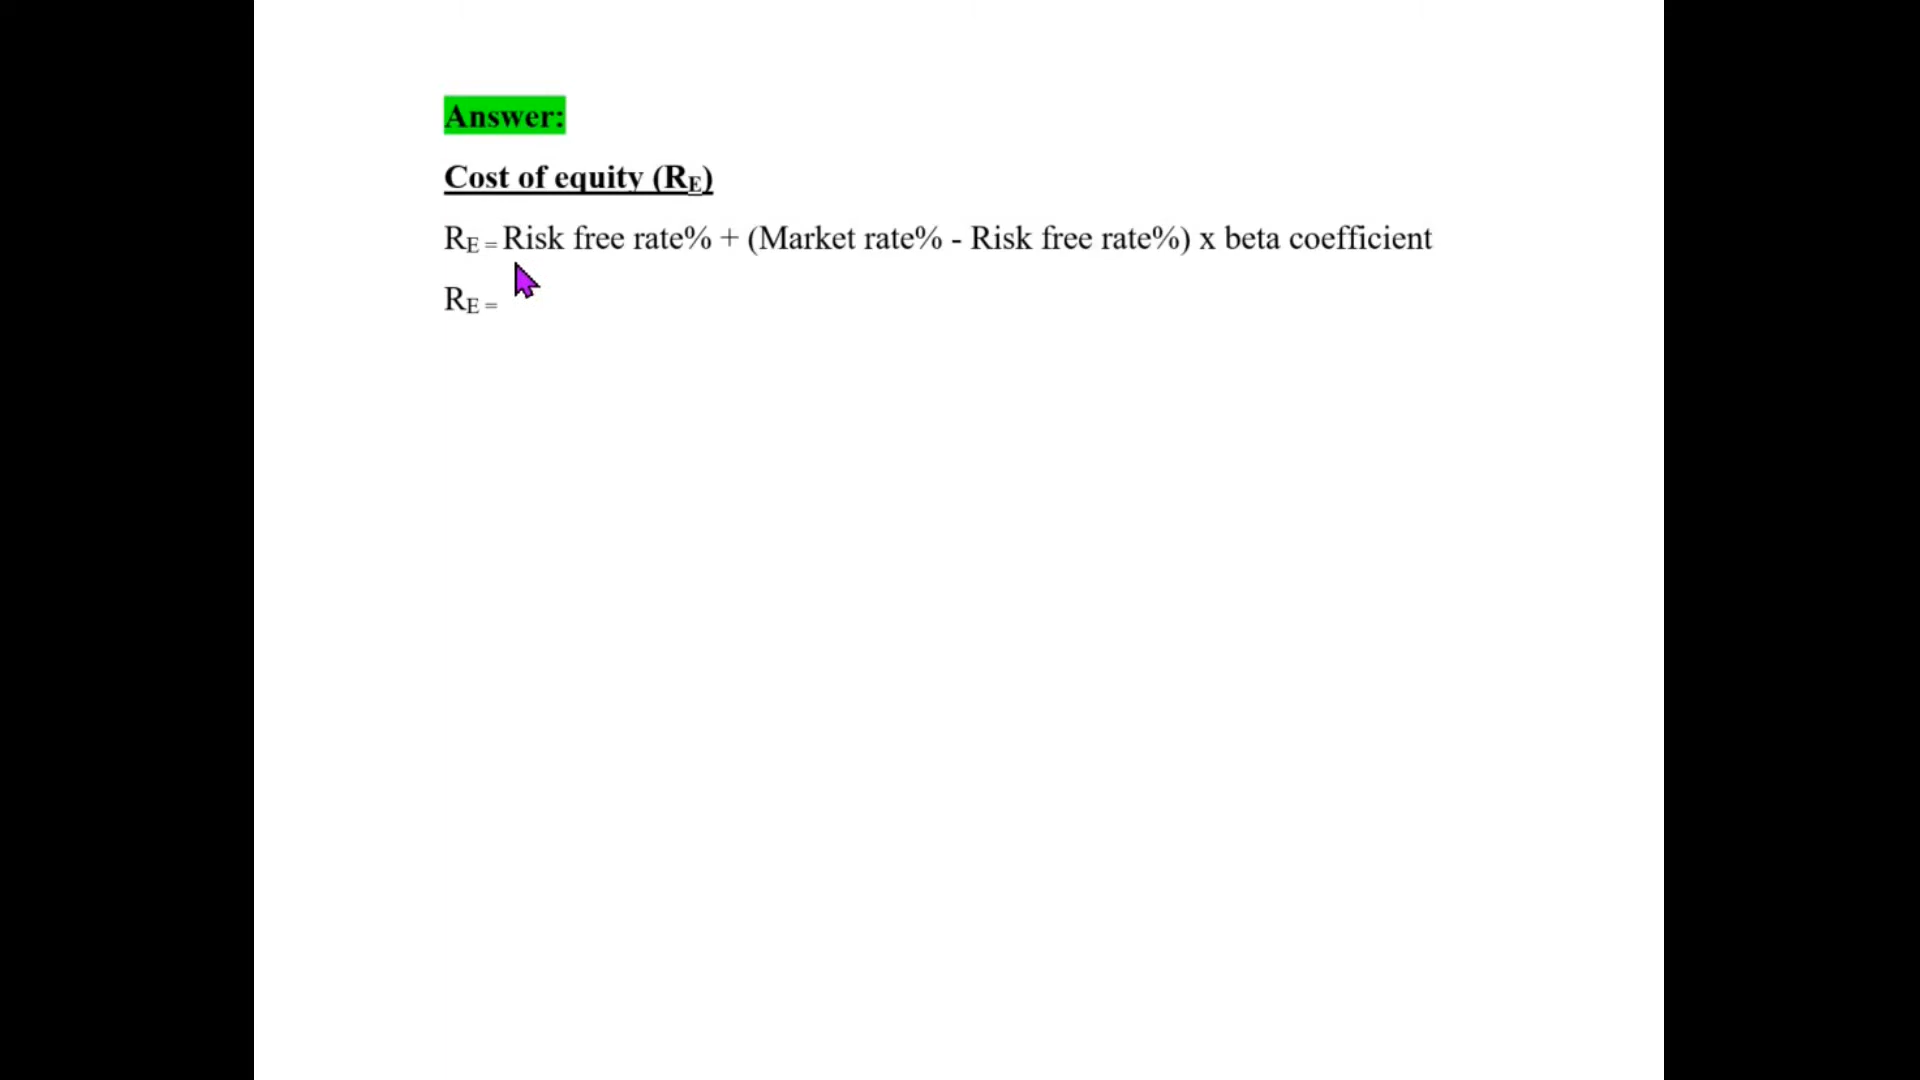 Answer:
Cost of equity (RE)
RE = Risk free rate% + (Market rate% - Risk free rate%) x beta coefficient
RE =